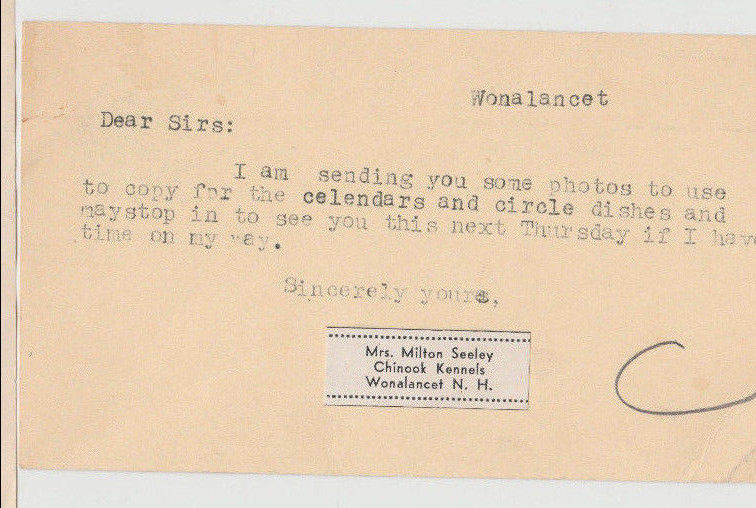 Wonalancet
Dear Sirs:
I am sending you some photos to use
to copy for the celendars and circle dishes and
maystop in to see you this next Thursday if I have
time on my way.
Sincerely yours,
Mrs. Milton Seeley
Chinook Kennels
Wonalancet N. H.